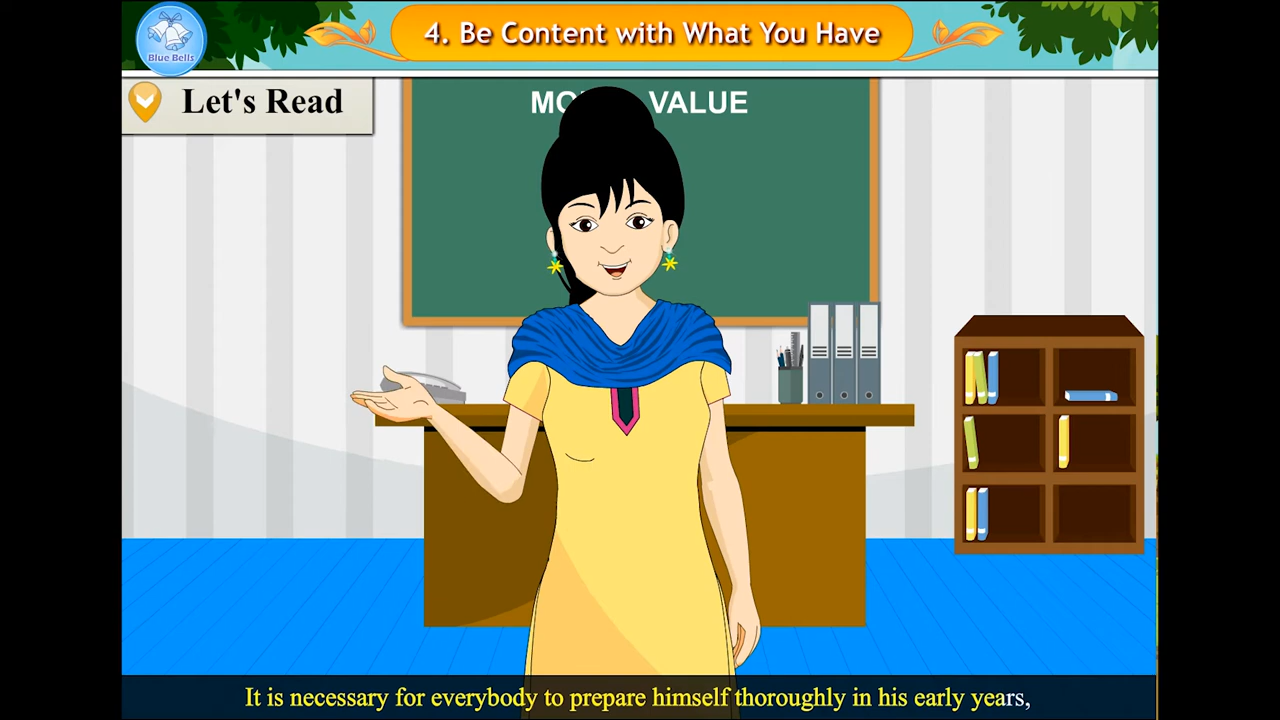 4. Be Content with What You Have
Blue Bells
Let's Read
VALUE
It is necessary for everybody to prepare himself thoroughly in his early years,